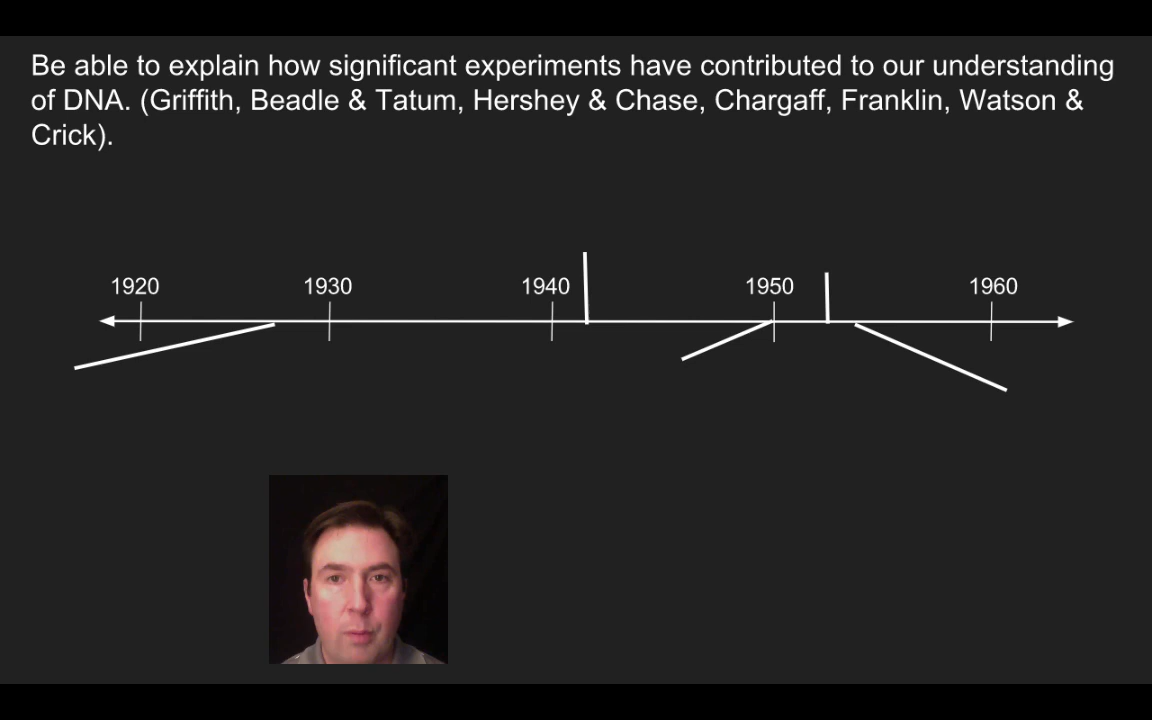 Be able to explain how significant experiments have contributed to our understanding
of DNA. (Griffith, Beadle & Tatum, Hershey & Chase, Chargaff, Franklin, Watson &
Crick).
1920 1930 1940 1950 1960